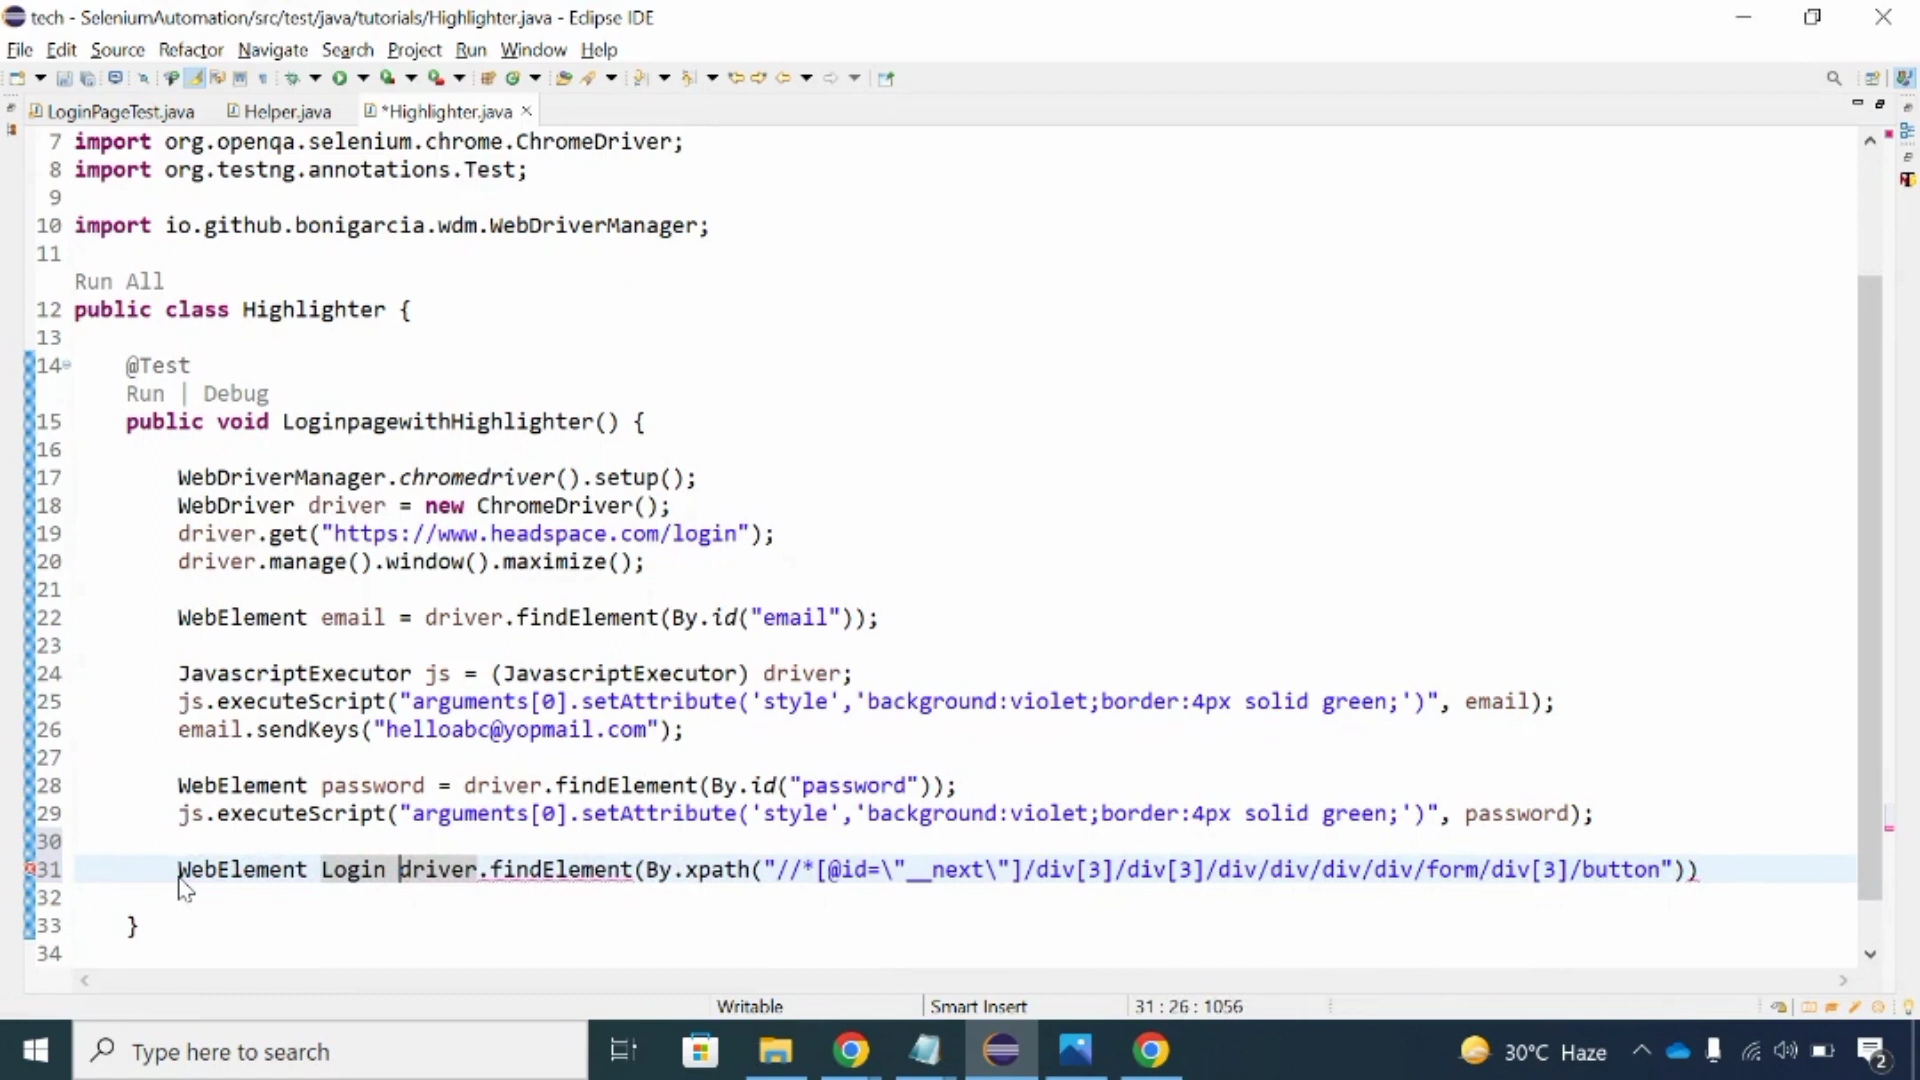 tech - SeleniumAutomation/src/test/java/tutorials/Highlighter.java - Eclipse IDE
File Edit Source Refactor Navigate Search Project Run Window Help
LoginPageTest.java Helper.java *Highlighter.java
7 import org.openqa.selenium.chrome.ChromeDriver;
8 import org.testng.annotations.Test;
9
10 import io.github.bonigarcia.wdm.WebDriverManager;
11
Run All
12 public class Highlighter {
13
14 @Test
Run | Debug
15 public void LoginpagewithHighlighter() {
16
17 WebDriverManager.chromedriver().setup();
18 WebDriver driver = new ChromeDriver();
19 driver.get("https://www.headspace.com/login");
20 driver.manage().window().maximize();
21
22 WebElement email = driver.findElement(By.id("email"));
23
24 JavascriptExecutor js = (JavascriptExecutor) driver;
25 js.executeScript("arguments[0].setAttribute('style','background:violet;border:4px solid green;')", email);
26 email.sendKeys("helloabc@yopmail.com");
27
28 WebElement password = driver.findElement(By.id("password"));
29 js.executeScript("arguments[0].setAttribute('style','background:violet;border:4px solid green;')", password);
30
31 WebElement Login driver.findElement(By.xpath("//*[@id=\"__next\"]/div[3]/div[3]/div/div/div/div/form/div[3]/button"))
32
33 }
34
Writable Smart Insert 31 : 26 : 1056
Type here to search 30°C Haze 2